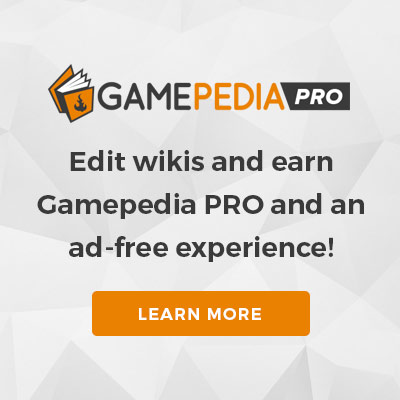 GAMEPEDIA PRO
Edit wikis and earn
Gamepedia PRO and an
ad-free experience!
LEARN MORE